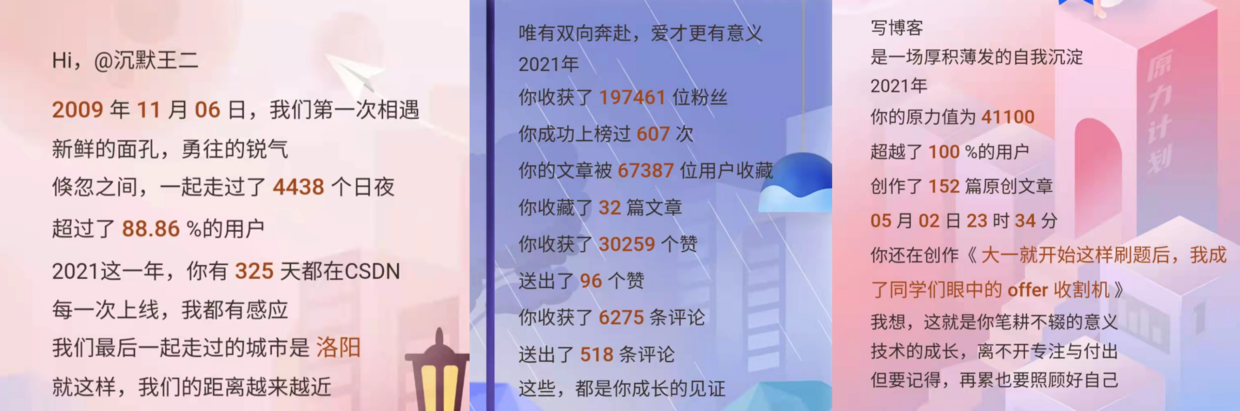 Hi，@沉默王二
2009 年 11 月 06 日，我们第一次相遇
新鲜的面孔，勇往的锐气
倏忽之间，一起走过了 4438 个日夜
超过了 88.86 %的用户
2021这一年，你有 325 天都在CSDN
每一次上线，我都有感应
我们最后一起走过的城市是 洛阳
就这样，我们的距离越来越近
唯有双向奔赴，爱才更有意义
2021年
你收获了 197461 位粉丝
你成功上榜过 607 次
你的文章被 67387 位用户收藏
你收藏了 32 篇文章
你收获了 30259 个赞
送出了 96 个赞
你收获了 6275 条评论
送出了 518 条评论
这些，都是你成长的见证
写博客
是一场厚积薄发的自我沉淀
2021年
你的原力值为 41100
超越了 100 %的用户
创作了 152 篇原创文章
05 月 02 日 23 时 34 分
你还在创作《 大一就开始这样刷题后，我成
了同学们眼中的 offer 收割机 》
我想，这就是你笔耕不辍的意义
技术的成长，离不开专注与付出
但要记得，再累也要照顾好自己
原力计划
1